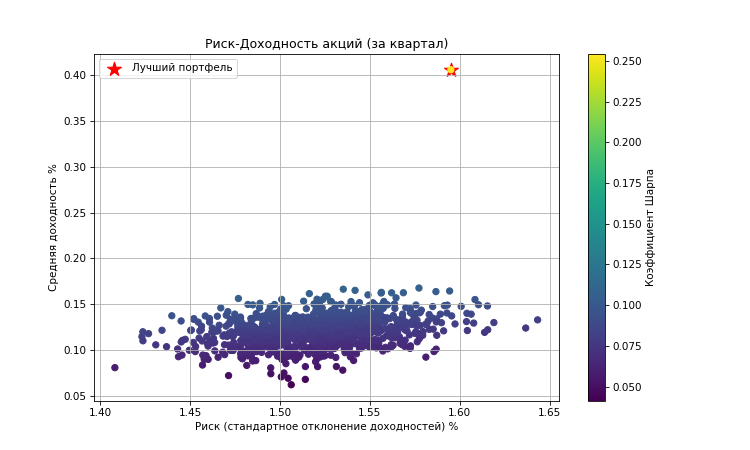 Риск-Доходность акций (за квартал)
Лучший портфель
Средняя доходность %
0.40
0.35
0.30
0.25
0.20
0.15
0.10
0.05
1.40 1.45 1.50 1.55 1.60 1.65
Риск (стандартное отклонение доходностей) %
0.250
0.225
0.200
0.175
0.150
0.125
0.100
0.075
0.050
Коэффициент Шарпа